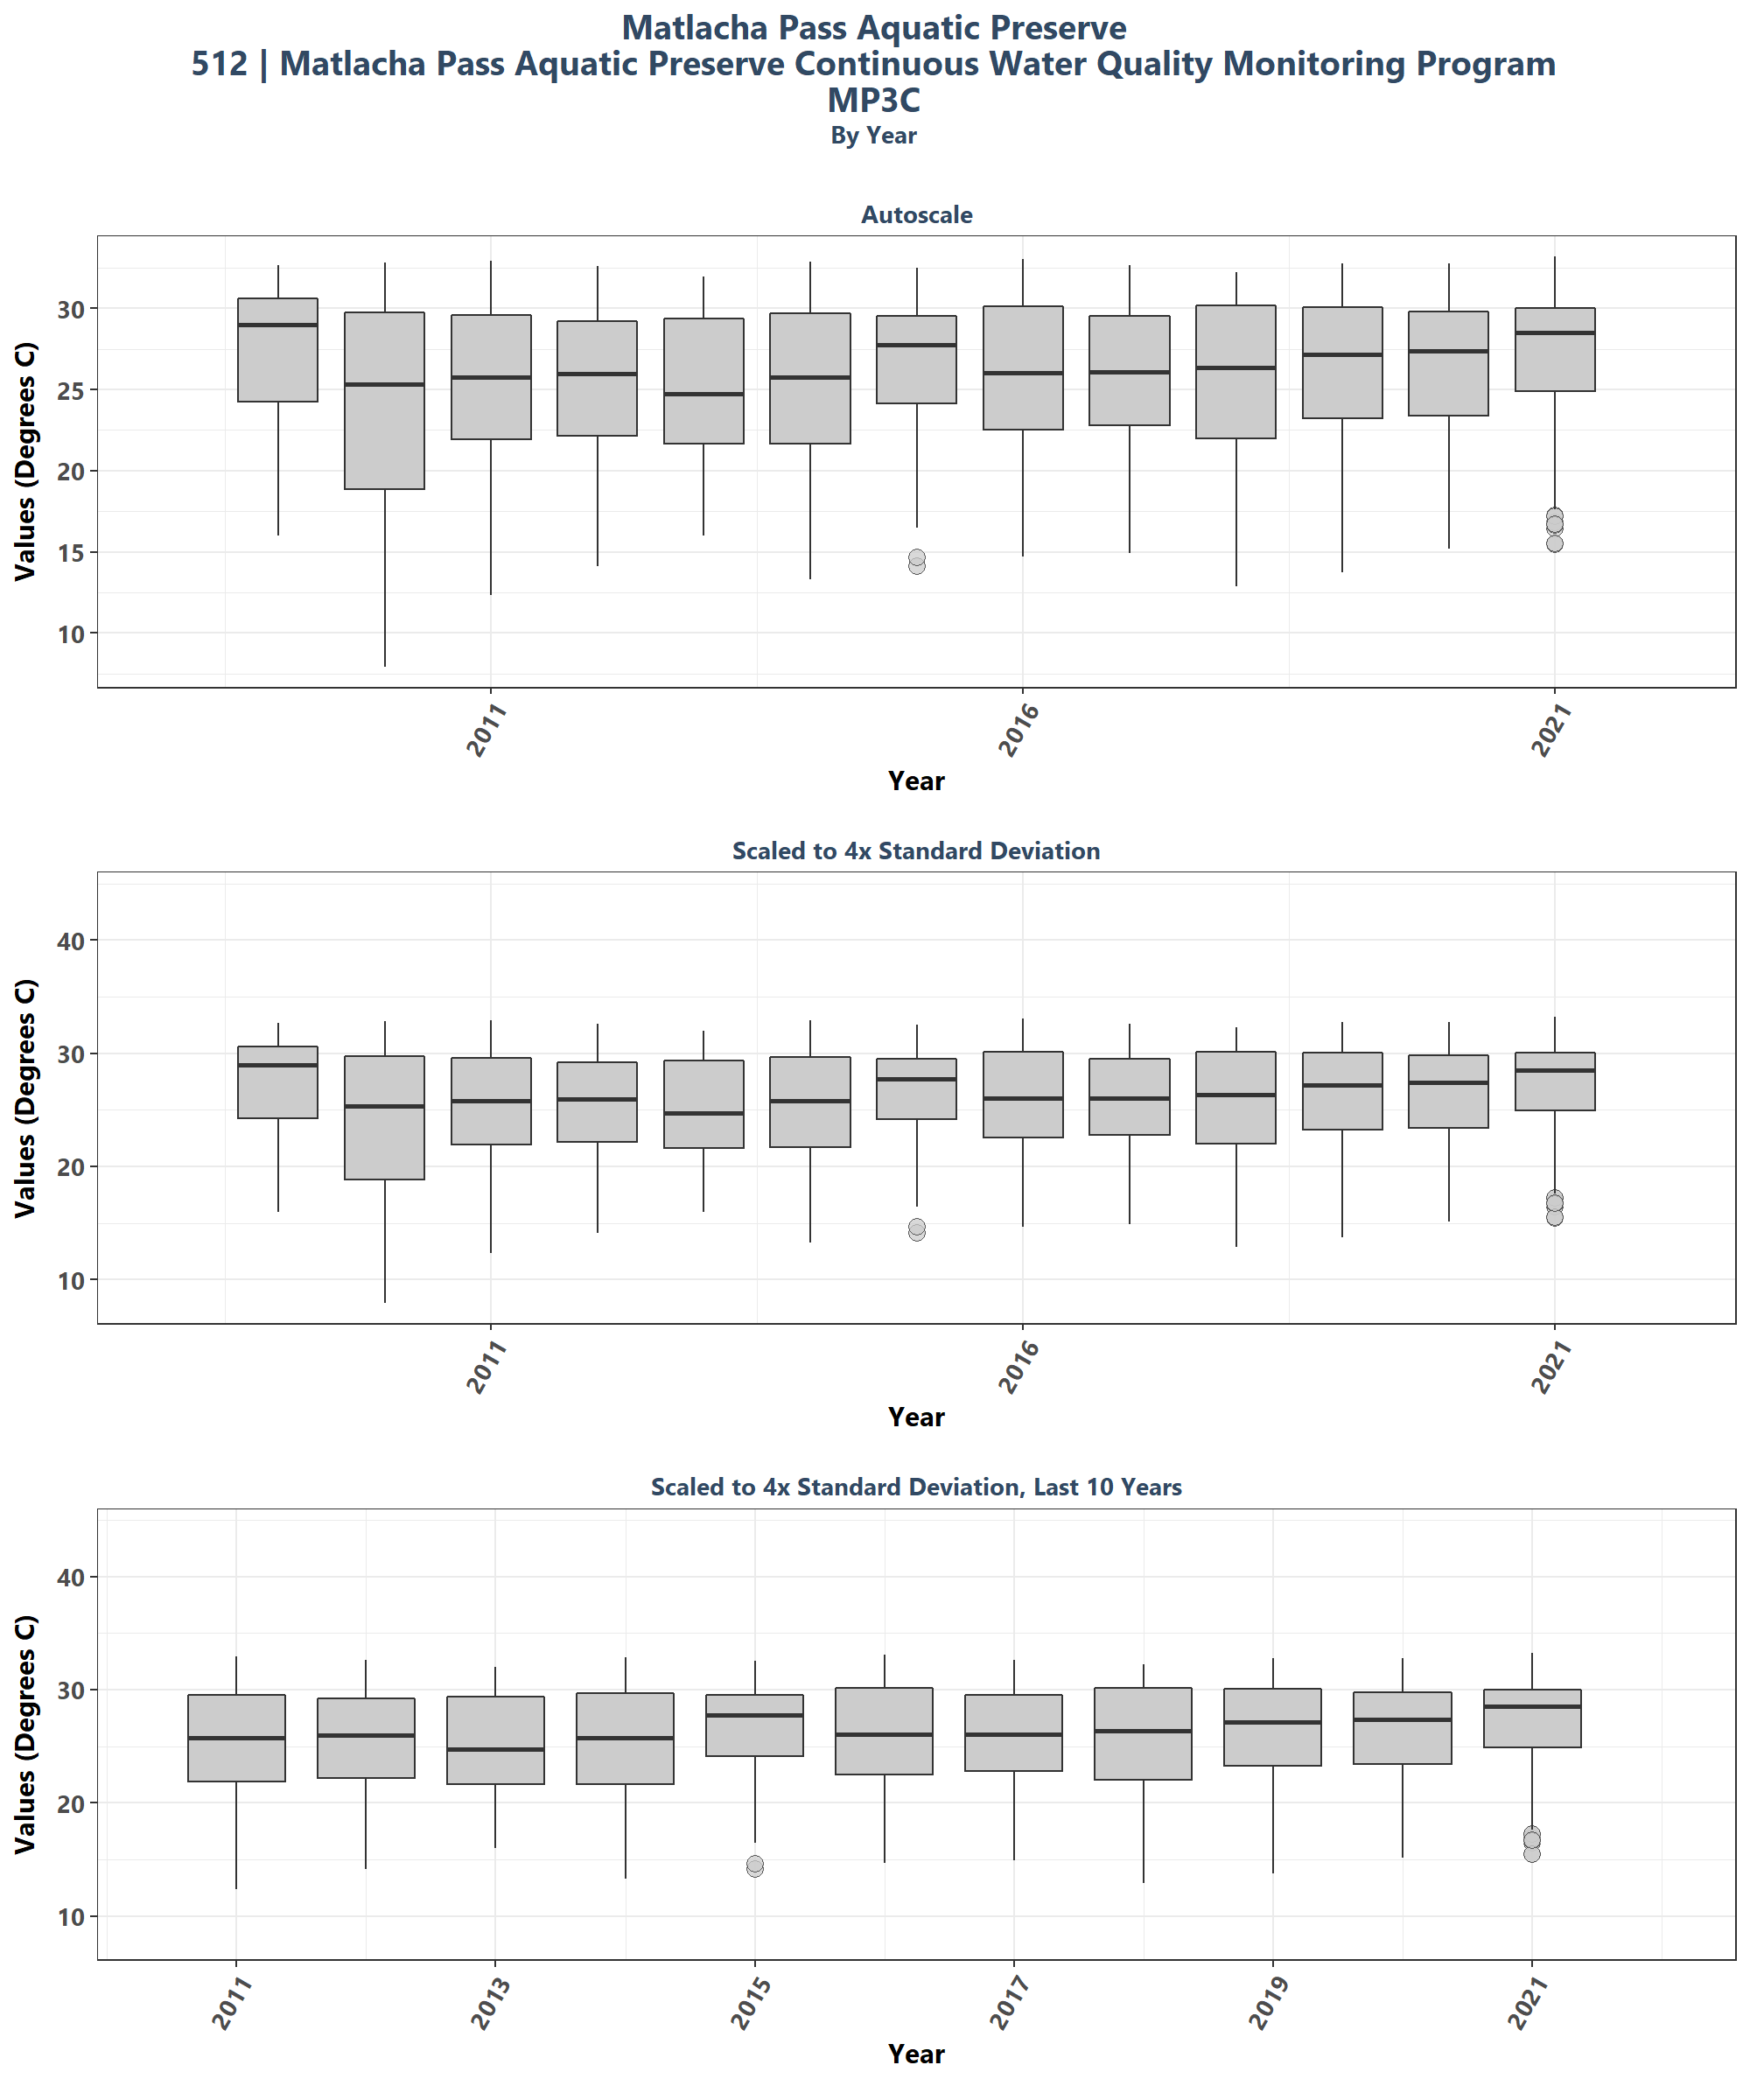 Matlacha Pass Aquatic Preserve
512 | Matlacha Pass Aquatic Preserve Continuous Water Quality Monitoring Program
MP3C
By Year
Autoscale
Values (Degrees C)
30
25
20
15
10
2011
2016
2021
Year
Scaled to 4x Standard Deviation
Values (Degrees C)
40
30
20
10
2011
2016
2021
Year
Scaled to 4x Standard Deviation, Last 10 Years
Values (Degrees C)
40
30
20
10
2011
2013
2015
2017
2019
2021
Year